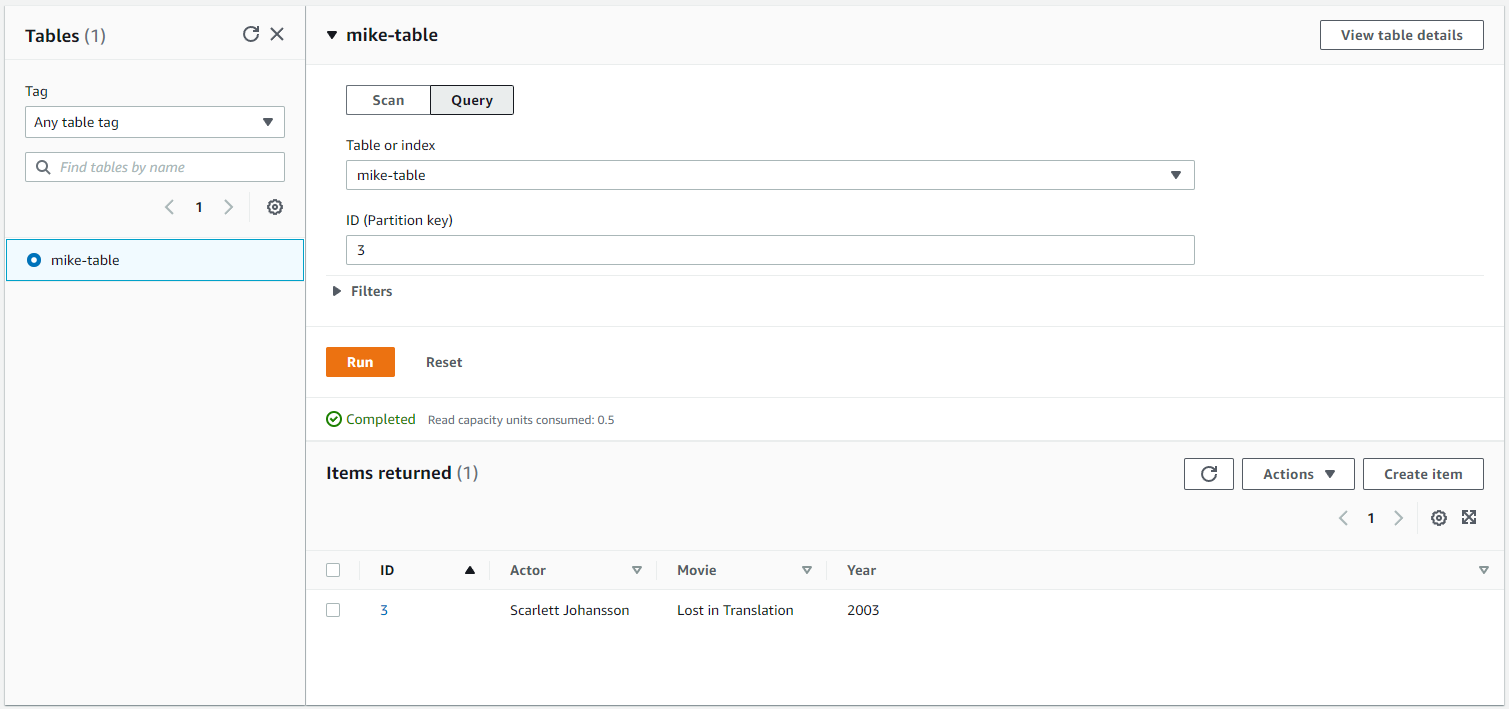 Tables (1)
Tag
Any table tag
Find tables by name
1
mike-table
mike-table
View table details
Scan
Query
Table or index
mike-table
ID (Partition key)
3
Filters
Run
Reset
Completed
Read capacity units consumed: 0.5
Items returned (1)
Actions
Create item
1
ID Actor Movie Year
3 Scarlett Johansson Lost in Translation 2003